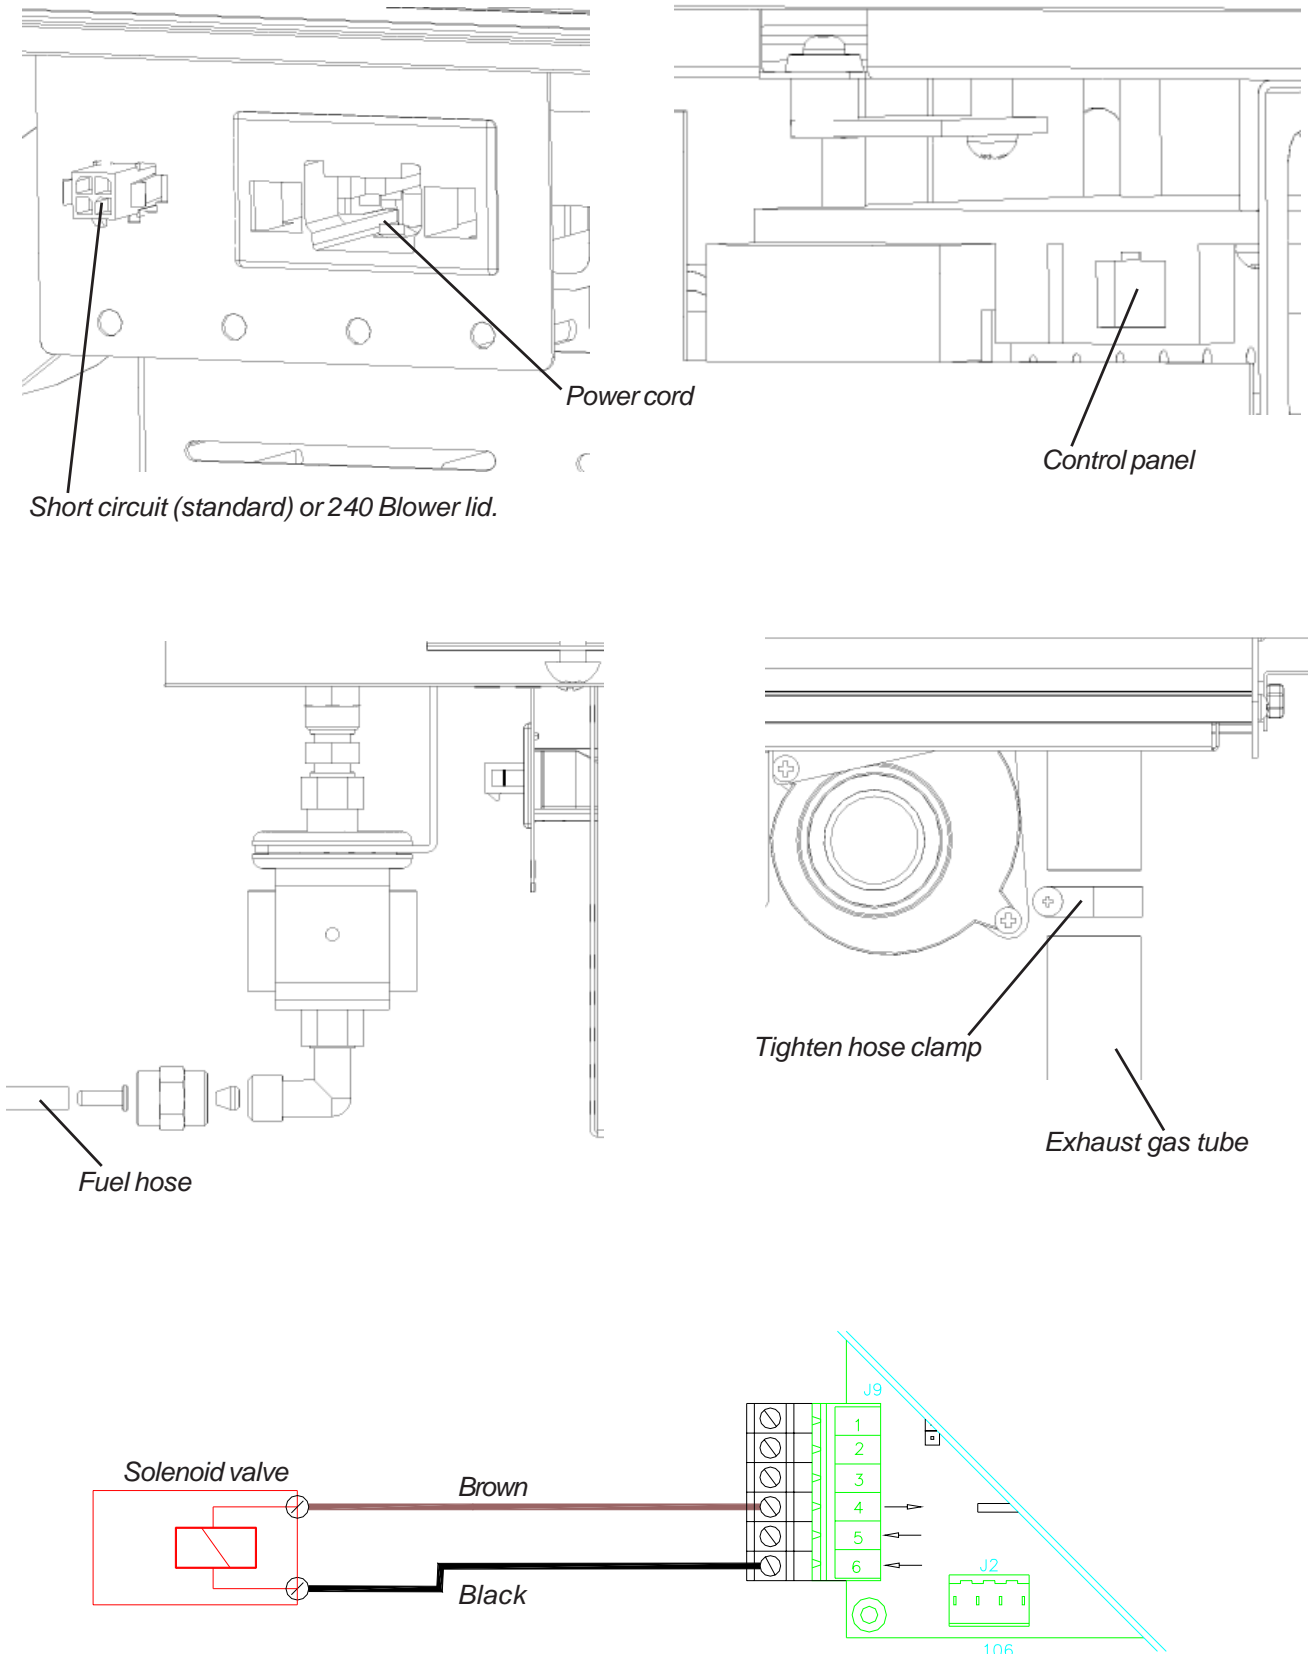 Power cord
Control panel
Short circuit (standard) or 240 Blower lid.
Tighten hose clamp
Exhaust gas tube
Fuel hose
J9
1
2
3
4
5
6
Solenoid valve
Brown
Black
J2
106